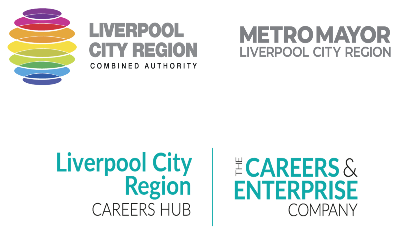 LIVERPOOL
CITY REGION
COMBINED AUTHORITY
METRO MAYOR
LIVERPOOL CITY REGION
Liverpool City
Region
CAREERS HUB
THE CAREERS &
ENTERPRISE
COMPANY